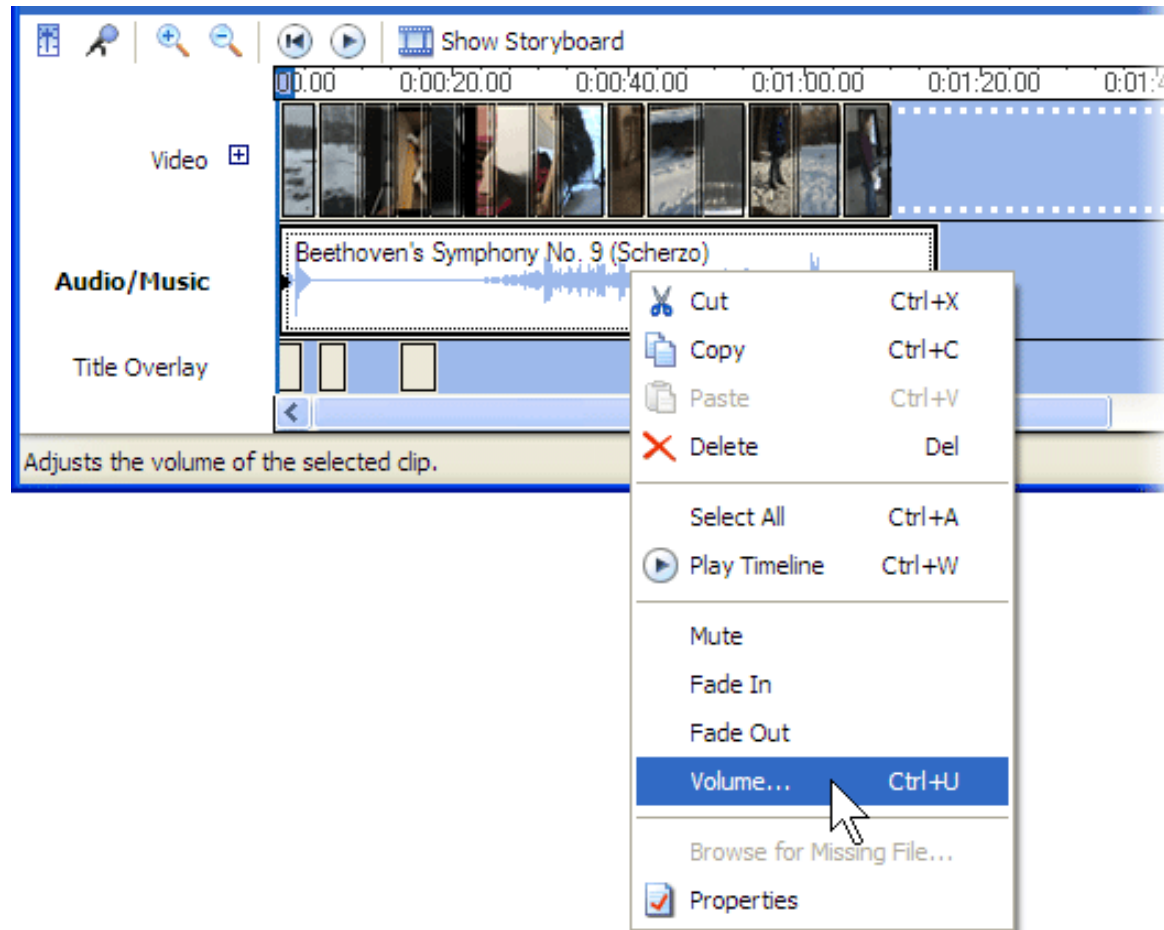 Show Storyboard
0:00:20.00 0:00:40.00 0:01:00.00 0:01:20.00
Video
Beethoven's Symphony No. 9 (Scherzo)
Audio/Music
Title Overlay
Adjusts the volume of the selected clip.
Cut Ctrl+X
Copy Ctrl+C
Paste Ctrl+V
Delete Del
Select All Ctrl+A
Play Timeline Ctrl+W
Mute
Fade In
Fade Out
Volume... Ctrl+U
Browse for Missing File...
Properties